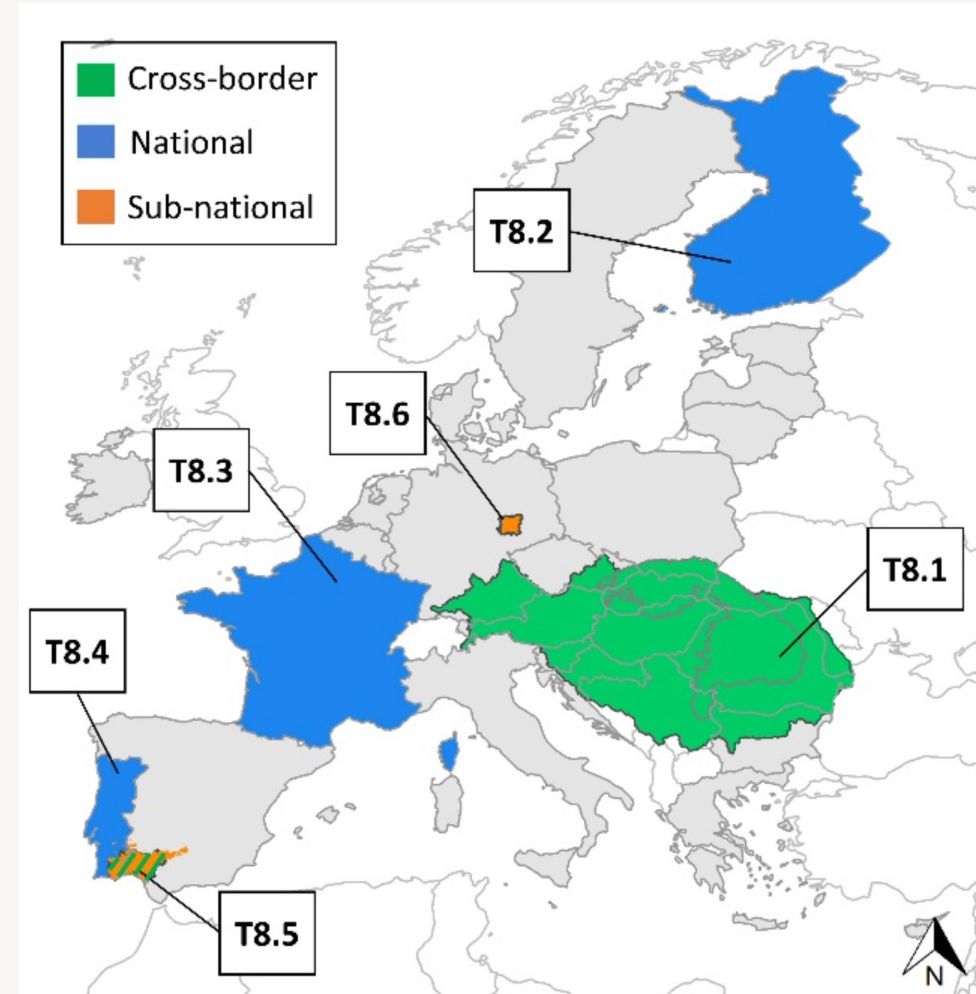 Cross-border
National
Sub-national
T8.2
T8.6
T8.3
T8.1
T8.4
T8.5
N